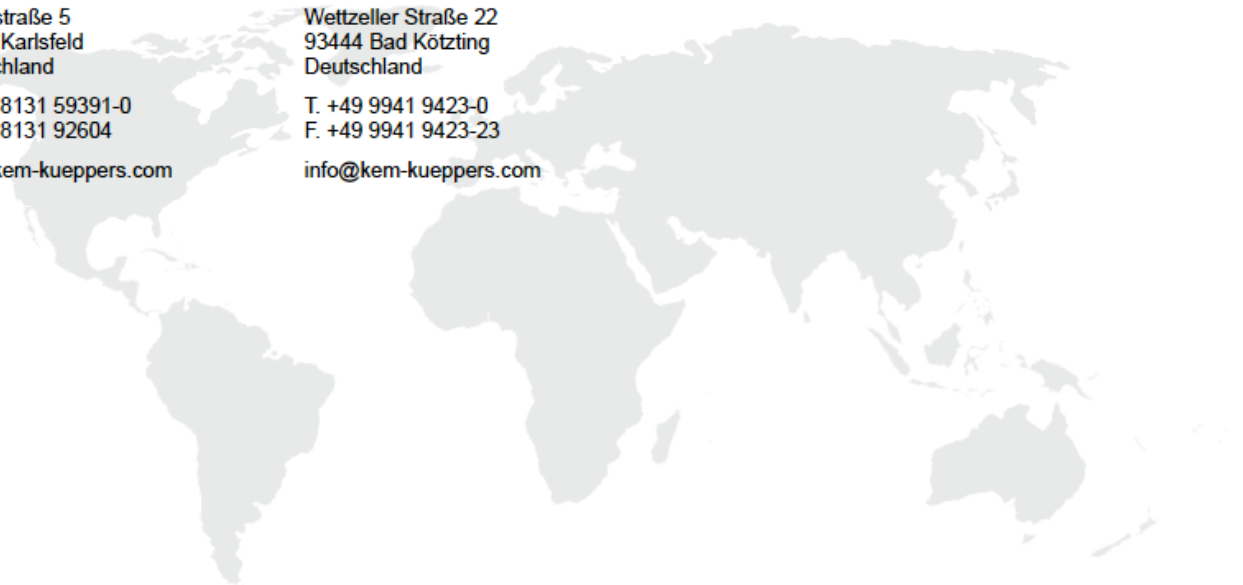 straße 5
Karlsfeld
chland
8131 59391-0
8131 92604
kem-kueppers.com
Wettzeller Straße 22
93444 Bad Kötzting
Deutschland
T. +49 9941 9423-0
F. +49 9941 9423-23
info@kem-kueppers.com